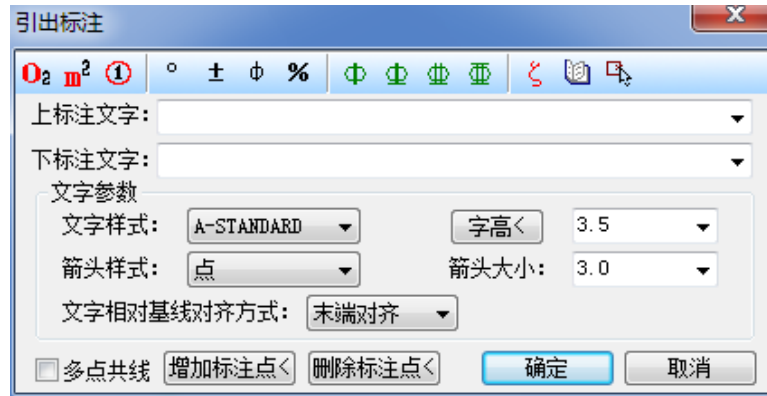 引出标注
O₂ m² ① ° ± ϕ %
上标注文字:
下标注文字:
文字参数
文字样式: A-STANDARD 字高< 3.5
箭头样式: 点 箭头大小: 3.0
文字相对基线对齐方式: 末端对齐
多点共线 增加标注点< 删除标注点< 确定 取消